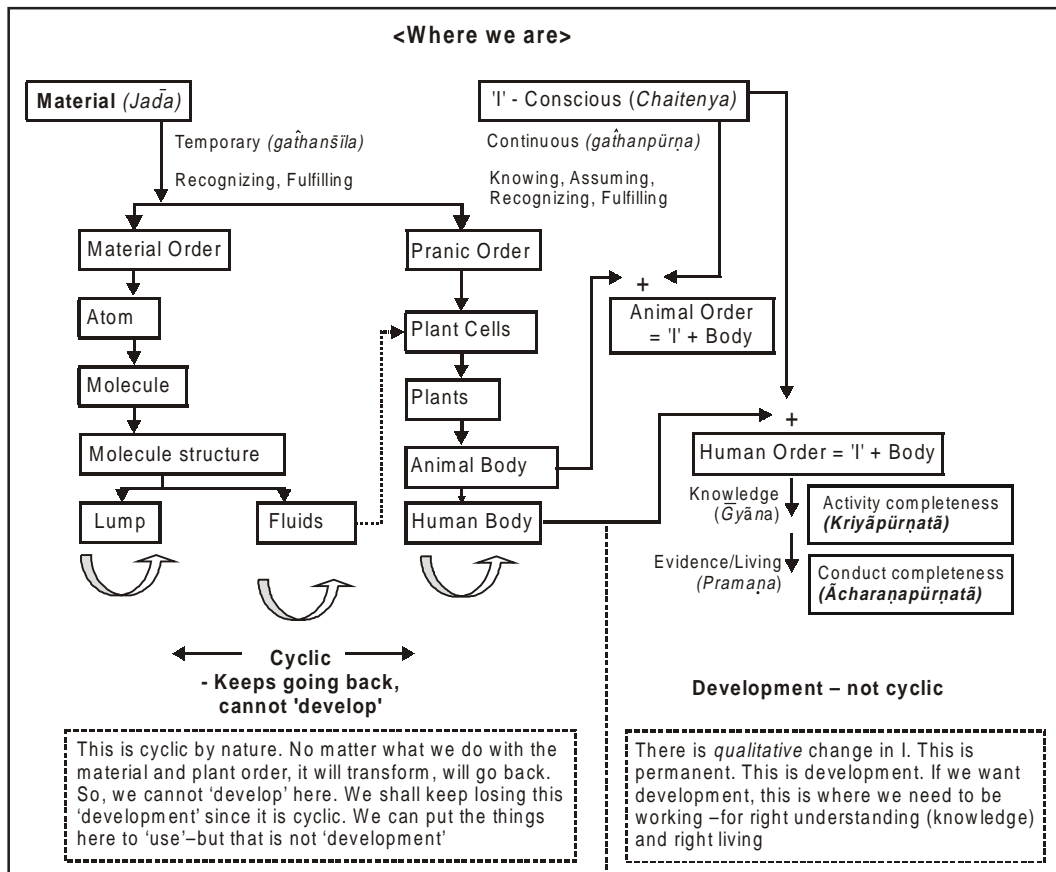 <Where we are>
Material (Jad̄a)
'I' - Conscious (Chaitenya)
Temporary (gaṫhans̄ïla)
Recognizing, Fulfilling
Continuous (gaṫhanpürṇa)
Knowing, Assuming,
Recognizing, Fulfilling
Material Order
Pranic Order
Atom
Plant Cells
Molecule
Plants
Molecule structure
Animal Body
Lump
Fluids
Human Body
+
Animal Order
= 'I' + Body
+
Human Order = 'I' + Body
Knowledge
(Ḡyãna)
Activity completeness
(Kriyãpürṇatã)
Evidence/Living
(Pramaṇa)
Conduct completeness
(Ãcharaṇapürṇatã)
Cyclic
- Keeps going back,
cannot 'develop'
Development – not cyclic
This is cyclic by nature. No matter what we do with the
material and plant order, it will transform, will go back.
So, we cannot ‘develop’ here. We shall keep losing this
‘development’ since it is cyclic. We can put the things
here to ‘use’–but that is not ‘development’
There is qualitative change in I. This is
permanent. This is development. If we want
development, this is where we need to be
working –for right understanding (knowledge)
and right living